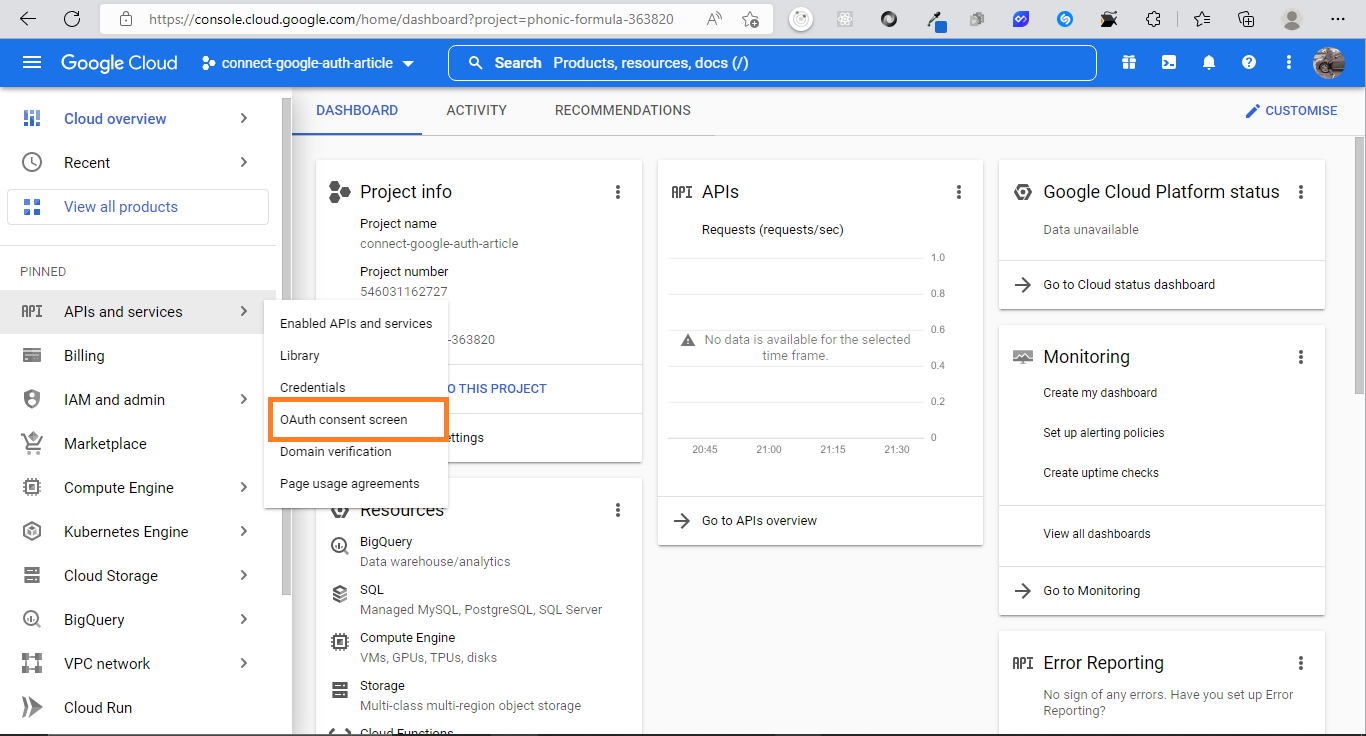 https://console.cloud.google.com/home/dashboard?project=phonic-formula-363820
Google Cloud
connect-google-auth-article
Search Products, resources, docs (/)
Cloud overview
Recent
View all products
PINNED
API APIs and services
Billing
IAM and admin
Marketplace
Compute Engine
Kubernetes Engine
Cloud Storage
BigQuery
VPC network
Cloud Run
Enabled APIs and services
Library
Credentials
OAuth consent screen
Domain verification
Page usage agreements
DASHBOARD
ACTIVITY
RECOMMENDATIONS
CUSTOMISE
Project info
Project name
connect-google-auth-article
Project number
546031162727
-363820
O THIS PROJECT
ettings
Resources
BigQuery
Data warehouse/analytics
SQL
Managed MySQL, PostgreSQL, SQL Server
Compute Engine
VMs, GPUs, TPUs, disks
Storage
Multi-class multi-region object storage
Cloud Functions
API APIs
Requests (requests/sec)
1.0
0.8
0.6
No data is available for the selected
time frame.
0.4
0.2
0
20:45 21:00 21:15 21:30
Go to APIs overview
Google Cloud Platform status
Data unavailable
Go to Cloud status dashboard
Monitoring
Create my dashboard
Set up alerting policies
Create uptime checks
View all dashboards
Go to Monitoring
API Error Reporting
No sign of any errors. Have you set up Error
Reporting?